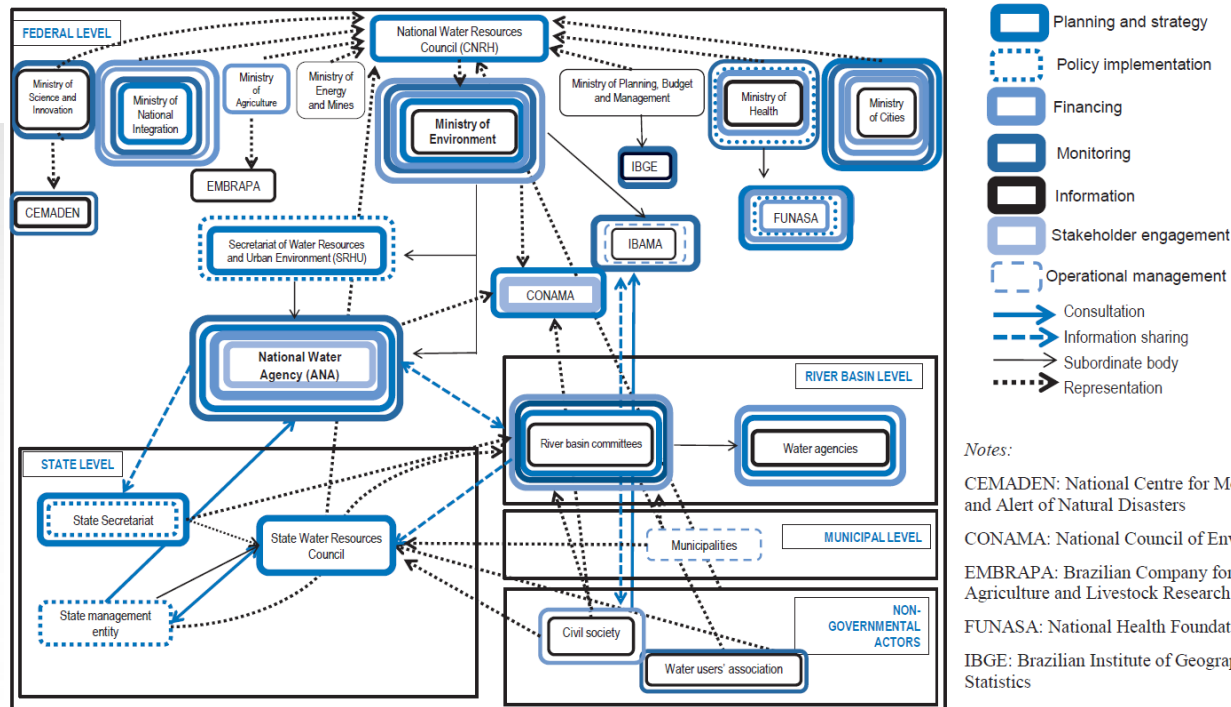 FEDERAL LEVEL
National Water Resources
Council (CNRH)
Ministry of
Science and
Innovation
Ministry of
National
Integration
Ministry
of
Agriculture
Ministry of
Energy
and Mines
Ministry of
Environment
Ministry of Planning, Budget
and Management
Ministry of
Health
Ministry
of Cities
CEMADEN
EMBRAPA
IBGE
FUNASA
Secretariat of Water Resources
and Urban Environment (SRHU)
IBAMA
CONAMA
National Water
Agency (ANA)
RIVER BASIN LEVEL
River basin committees
Water agencies
STATE LEVEL
State Secretariat
State Water Resources
Council
State management
entity
MUNICIPAL LEVEL
Municipalities
NON-
GOVERNMENTAL
ACTORS
Civil society
Water users' association
Planning and strategy
Policy implementation
Financing
Monitoring
Information
Stakeholder engagement
Operational management
Consultation
Information sharing
Subordinate body
Representation
Notes:
CEMADEN: National Centre for
and Alert of Natural Disasters
CONAMA: National Council of
EMBRAPA: Brazilian Company for
Agriculture and Livestock Research
FUNASA: National Health
IBGE: Brazilian Institute of
Statistics